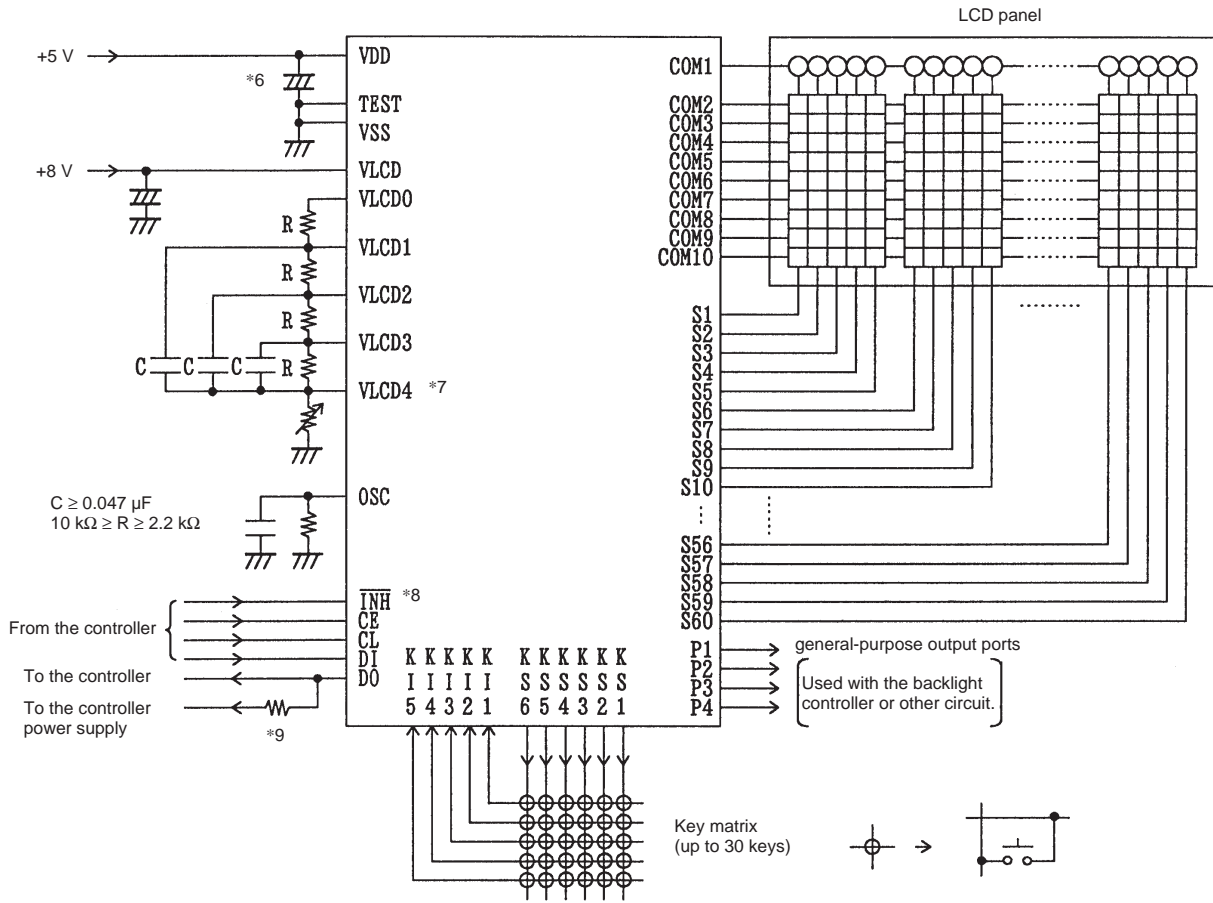 LCD panel
+5 V
*6
VDD
TEST
VSS
+8 V
VLCD
VLCD0
R
VLCD1
R
VLCD2
R
VLCD3
C
C
C
R
VLCD4 *7
C ≥ 0.047 µF
10 kΩ ≥ R ≥ 2.2 kΩ
OSC
From the controller
INH *8
CE
CL
DI
To the controller
DO
To the controller
power supply
*9
COM1
COM2
COM3
COM4
COM5
COM6
COM7
COM8
COM9
COM10
S1
S2
S3
S4
S5
S6
S7
S8
S9
S10
S56
S57
S58
S59
S60
P1
P2
P3
P4
general-purpose output ports
Used with the backlight
controller or other circuit.
K K K K K K K K K K K
I I I I I S S S S S S
5 4 3 2 1 6 5 4 3 2 1
Key matrix
(up to 30 keys)